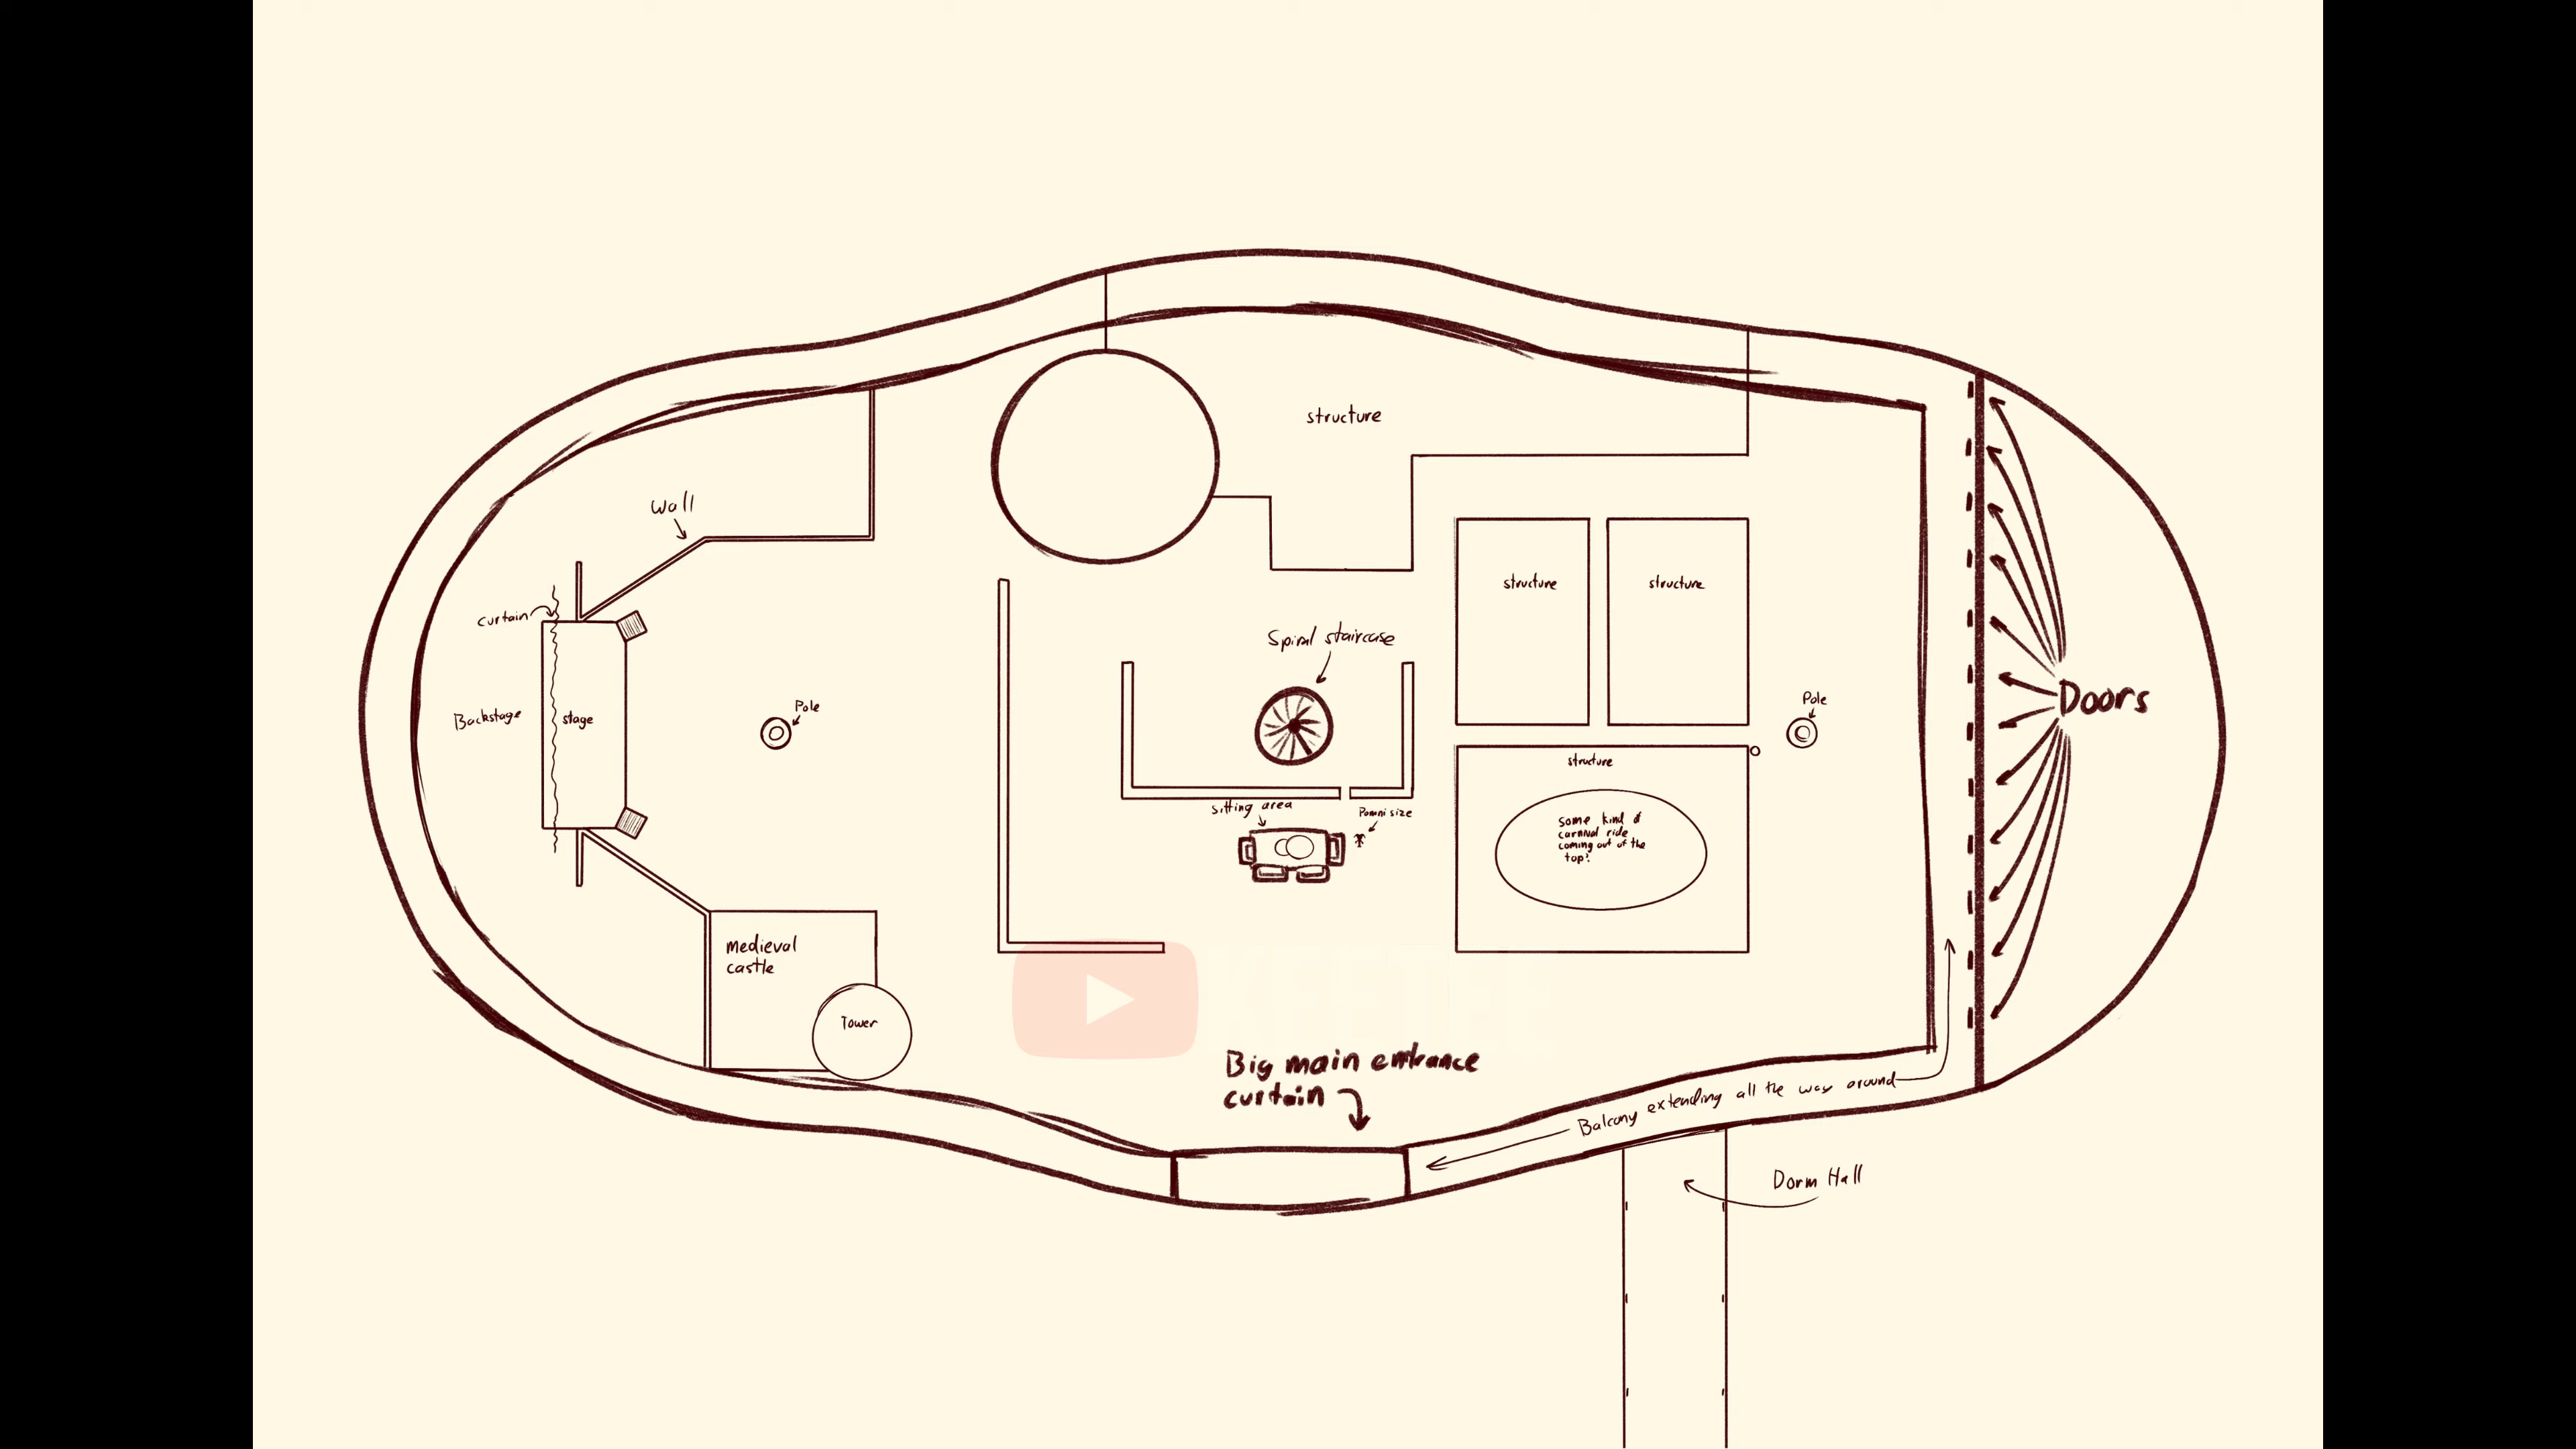 structure
Wall
structure
structure
curtain
Spiral staircase
Backstage
stage
Pole
Pole
Doors
structure
sitting area
Pomni size
some kind of
carnival ride
coming out of the
top?
medieval
castle
Tower
Big main entrance
curtain
Balcony extending all the way around
Dorm Hall